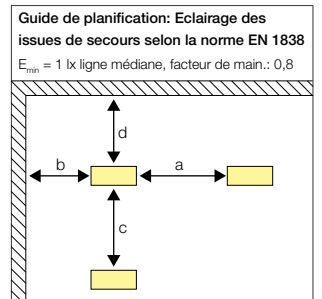 Guide de planification: Eclairage des
issues de secours selon la norme EN 1838
Emin = 1 lx ligne médiane, facteur de main.: 0,8
d
b
a
c